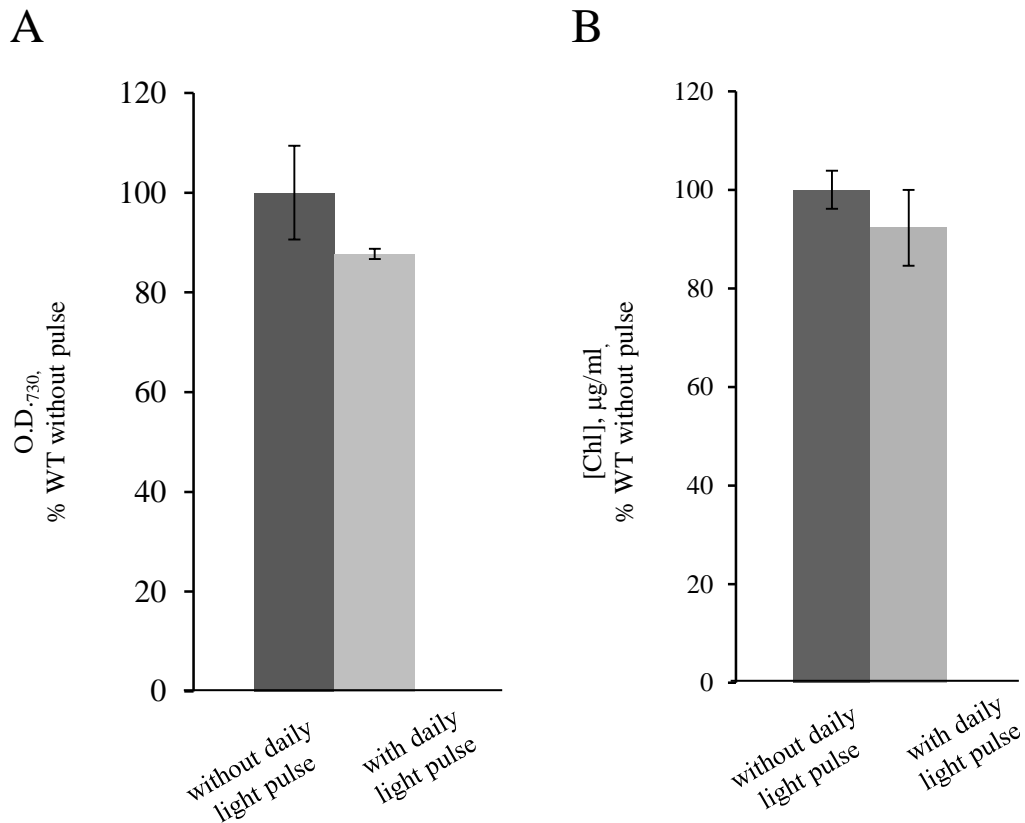 A
120
100
80
60
40
20
0
O.D.730,
% WT without pulse
without daily
light pulse
with daily
light pulse
B
120
100
80
60
40
20
0
[Chl], µg/ml,
% WT without pulse
without daily
light pulse
with daily
light pulse